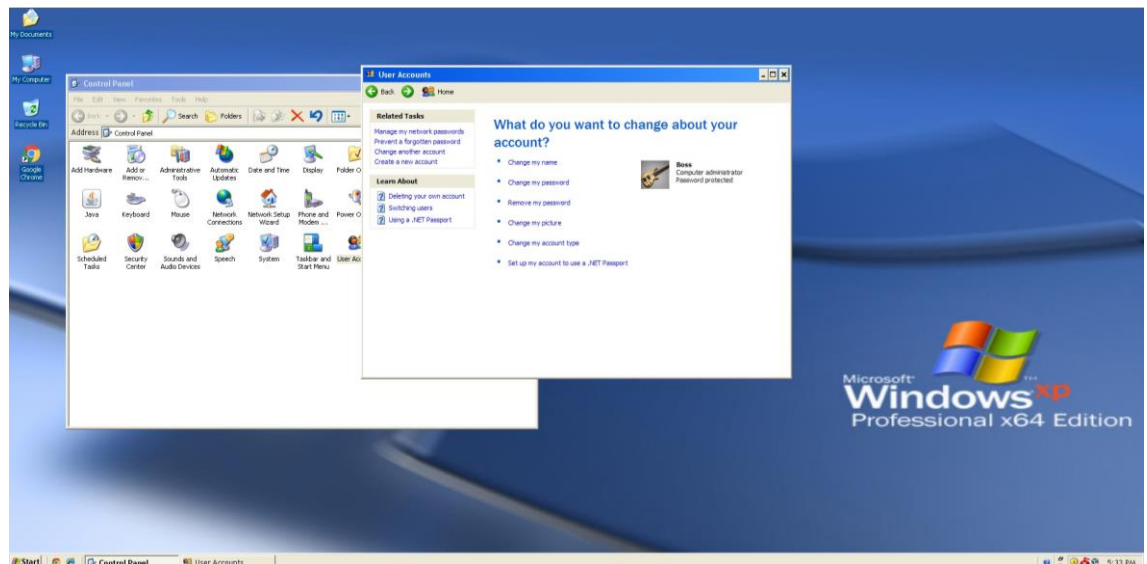 My Documents
My Computer
Recycle Bin
Google
Chrome
Control Panel
File Edit View Favorites Tools Help
Back
Search
Folders
Address
Control Panel
Add Hardware
Add or
Remov...
Administrative
Tools
Automatic
Updates
Date and Time
Display
Folder O
Java
Keyboard
Mouse
Network
Connections
Network Setup
Wizard
Phone and
Modem ...
Power O
Scheduled
Tasks
Security
Center
Sounds and
Audio Devices
Speech
System
Taskbar and
Start Menu
User Acc
User Accounts
Back
Home
Related Tasks
Manage my network passwords
Prevent a forgotten password
Change another account
Create a new account
Learn About
Deleting your own account
Switching users
Using a .NET Passport
What do you want to change about your
account?
Change my name
Change my password
Remove my password
Change my picture
Change my account type
Set up my account to use a .NET Passport
Boss
Computer administrator
Password protected
Microsoft
Windows xp
Professional x64 Edition
Start
Control Panel
User Accounts
5:33 PM